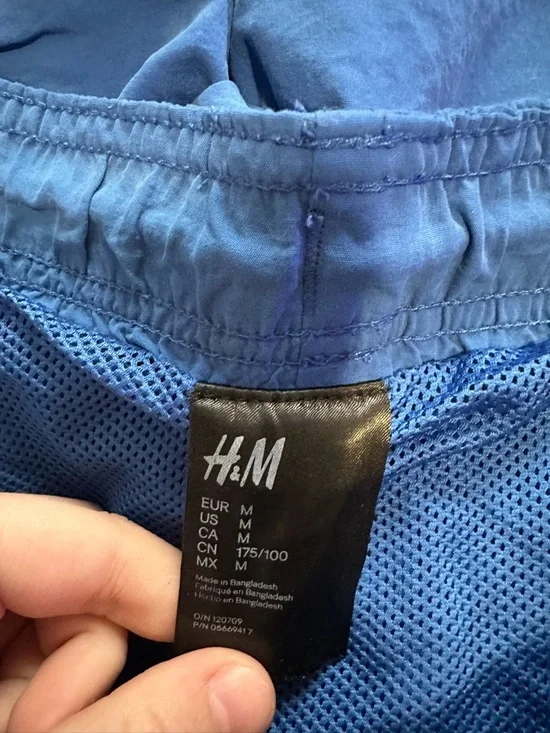 H&M
EUR M
US M
CA M
CN 175/100
MX M
Made in Bangladesh
Fabriqué en Bangladesh
Hecho en Bangladesh
O/N 120709
P/N 05669417